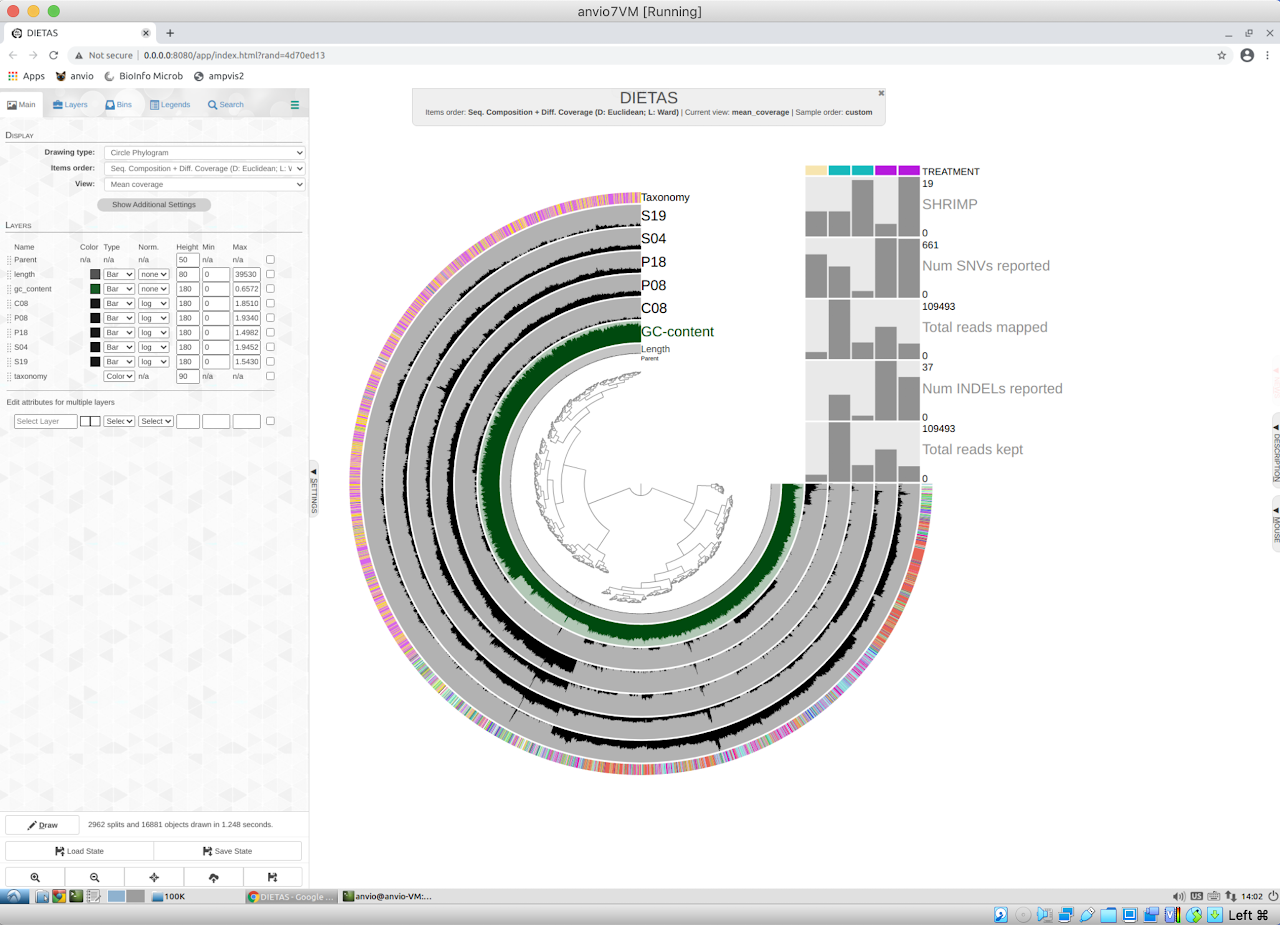 anvio7VM [Running]
DIETAS
Not secure | 0.0.0.0:8080/app/index.html?rand=4d70ed13
Apps anvio BioInfo Microb ampvis2
Main Layers Bins Legends Search
DISPLAY
Drawing type: Circle Phylogram
Items order: Seq. Composition + Diff. Coverage (D: Euclidean; L: W
View: Mean coverage
Show Additional Settings
LAYERS
Name Color Type Norm. Height Min Max
Parent n/a n/a n/a 50 n/a n/a
length Bar none 80 0 39530
gc_content Bar none 180 0 0.6572
C08 Bar log 180 0 1.8510
P08 Bar log 180 0 1.9340
P18 Bar log 180 0 1.4982
S04 Bar log 180 0 1.9452
S19 Bar log 180 0 1.5430
taxonomy Color n/a 90 n/a n/a
Edit attributes for multiple layers
Select Layer Selec Select
SETTINGS
Draw 2962 splits and 16881 objects drawn in 1.248 seconds.
Load State Save State
DIETAS
Items order: Seq. Composition + Diff. Coverage (D: Euclidean; L: Ward) | Current view: mean_coverage | Sample order: custom
Taxonomy
S19
S04
P18
P08
C08
GC-content
Length
Parent
TREATMENT
19
SHRIMP
0
661
Num SNVs reported
0
109493
Total reads mapped
0
37
Num INDELs reported
0
109493
Total reads kept
0
DESCRIPTION
MOUSE
100K DIETAS - Google ... anvio@anvio-VM:... US 14:02
Left ⌘